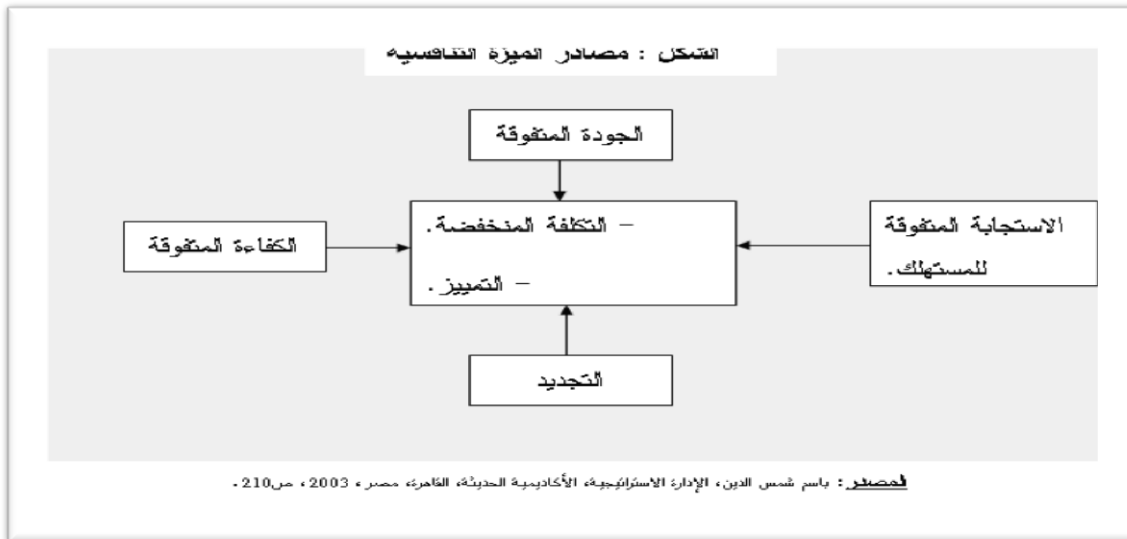 الشكل : مصادر الميزة التنافسية
الجودة المتفوقة
الاستجابة المتفوقة
للمستهلك.
– التكلفة المنخفضة.
– التمييز.
الكفاءة المتفوقة
التجديد
لمصدر : باسم شمس الدين، الإدارة الاستراتيجية، الأكاديمية الحديثة، القاهرة، مصر ، 2003 ، ص210.